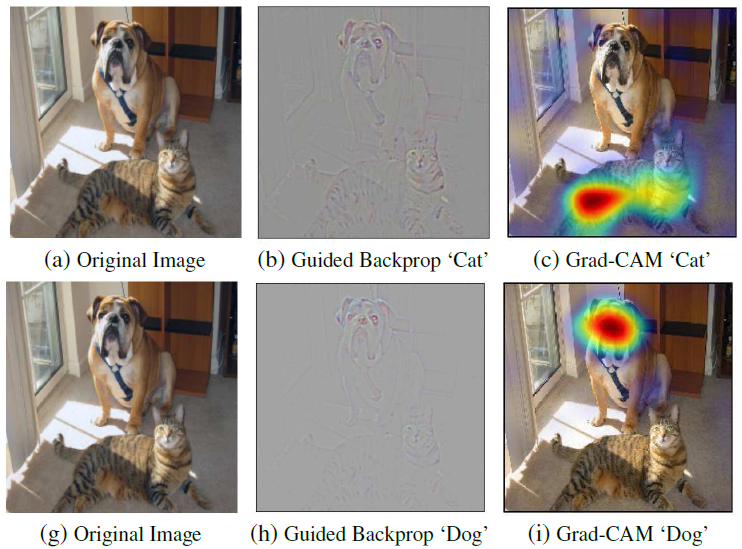 (a) Original Image (b) Guided Backprop ‘Cat’ (c) Grad-CAM ‘Cat’
(g) Original Image (h) Guided Backprop ‘Dog’ (i) Grad-CAM ‘Dog’